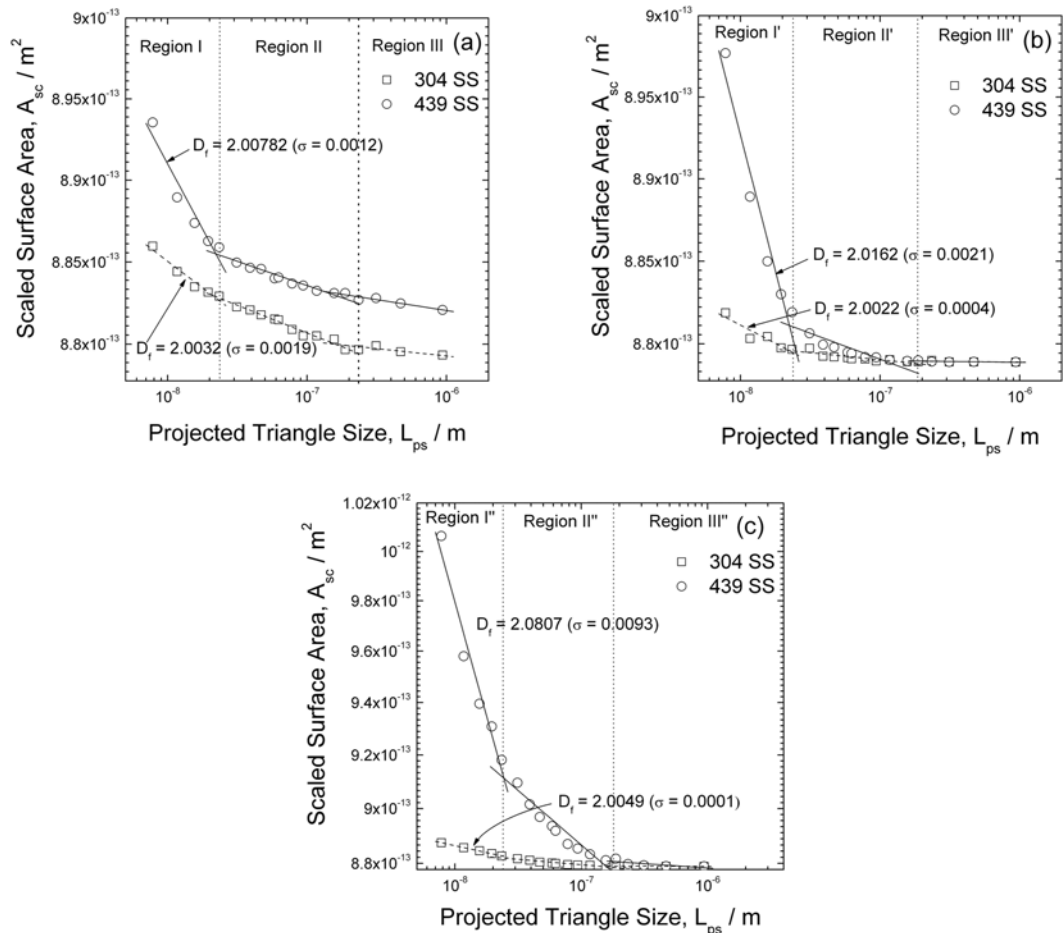 9x10⁻¹³
Region I
Region II
Region III
(a)
304 SS
439 SS
8.95x10⁻¹³
D_f = 2.00782 (σ = 0.0012)
8.9x10⁻¹³
8.85x10⁻¹³
8.8x10⁻¹³
D_f = 2.0032 (σ = 0.0019)
10⁻⁸
10⁻⁷
10⁻⁶
Scaled Surface Area, A_sc / m²
Projected Triangle Size, L_ps / m
9x10⁻¹³
Region I'
Region II'
Region III'
(b)
304 SS
439 SS
8.95x10⁻¹³
8.9x10⁻¹³
D_f = 2.0162 (σ = 0.0021)
8.85x10⁻¹³
D_f = 2.0022 (σ = 0.0004)
8.8x10⁻¹³
10⁻⁸
10⁻⁷
10⁻⁶
Scaled Surface Area, A_sc / m²
Projected Triangle Size, L_ps / m
1.02x10⁻¹²
Region I"
Region II"
Region III"
(c)
304 SS
439 SS
10⁻¹²
9.8x10⁻¹³
D_f = 2.0807 (σ = 0.0093)
9.6x10⁻¹³
9.4x10⁻¹³
9.2x10⁻¹³
9x10⁻¹³
D_f = 2.0049 (σ = 0.0001)
8.8x10⁻¹³
10⁻⁸
10⁻⁷
10⁻⁶
Scaled Surface Area, A_sc / m²
Projected Triangle Size, L_ps / m